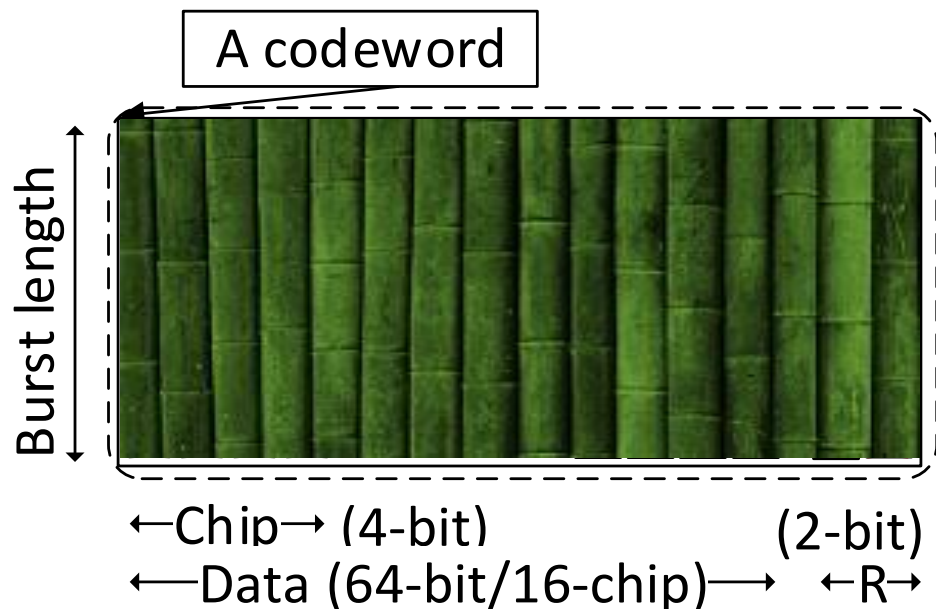 A codeword
Burst length
Chip (4-bit) (2-bit)
Data (64-bit/16-chip) R